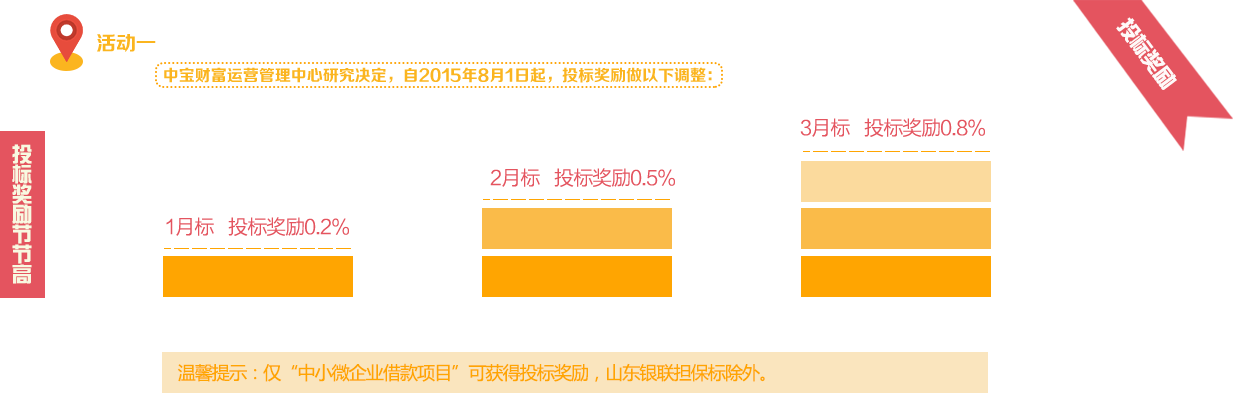 活动一
投标奖励
中宝财富运营管理中心研究决定，自2015年8月1日起，投标奖励做以下调整：
投标奖励节节高
3月标 投标奖励0.8%
2月标 投标奖励0.5%
1月标 投标奖励0.2%
温馨提示：仅“中小微企业借款项目”可获得投标奖励，山东银联担保标除外。